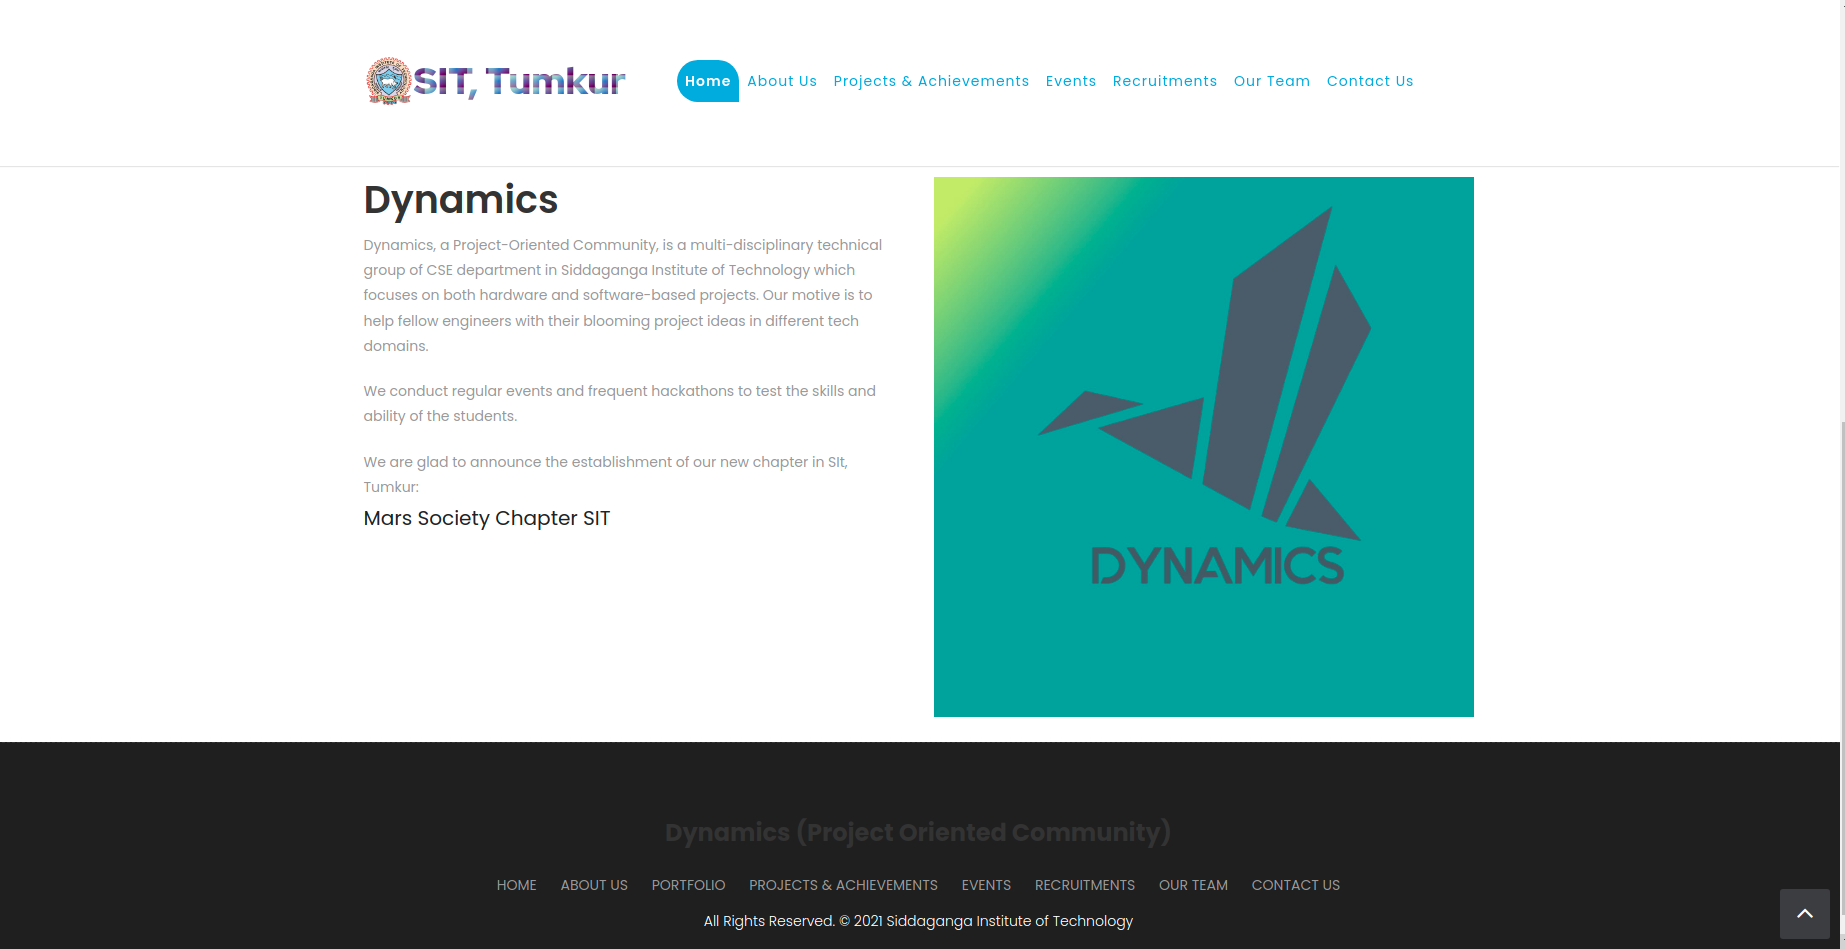 SIT, Tumkur
Home About Us Projects & Achievements Events Recruitments Our Team Contact Us
Dynamics
Dynamics, a Project-Oriented Community, is a multi-disciplinary technical
group of CSE department in Siddaganga Institute of Technology which
focuses on both hardware and software-based projects. Our motive is to
help fellow engineers with their blooming project ideas in different tech
domains.
We conduct regular events and frequent hackathons to test the skills and
ability of the students.
We are glad to announce the establishment of our new chapter in SIt,
Tumkur:
Mars Society Chapter SIT
DYNAMICS
Dynamics (Project Oriented Community)
HOME ABOUT US PORTFOLIO PROJECTS & ACHIEVEMENTS EVENTS RECRUITMENTS OUR TEAM CONTACT US
All Rights Reserved. © 2021 Siddaganga Institute of Technology